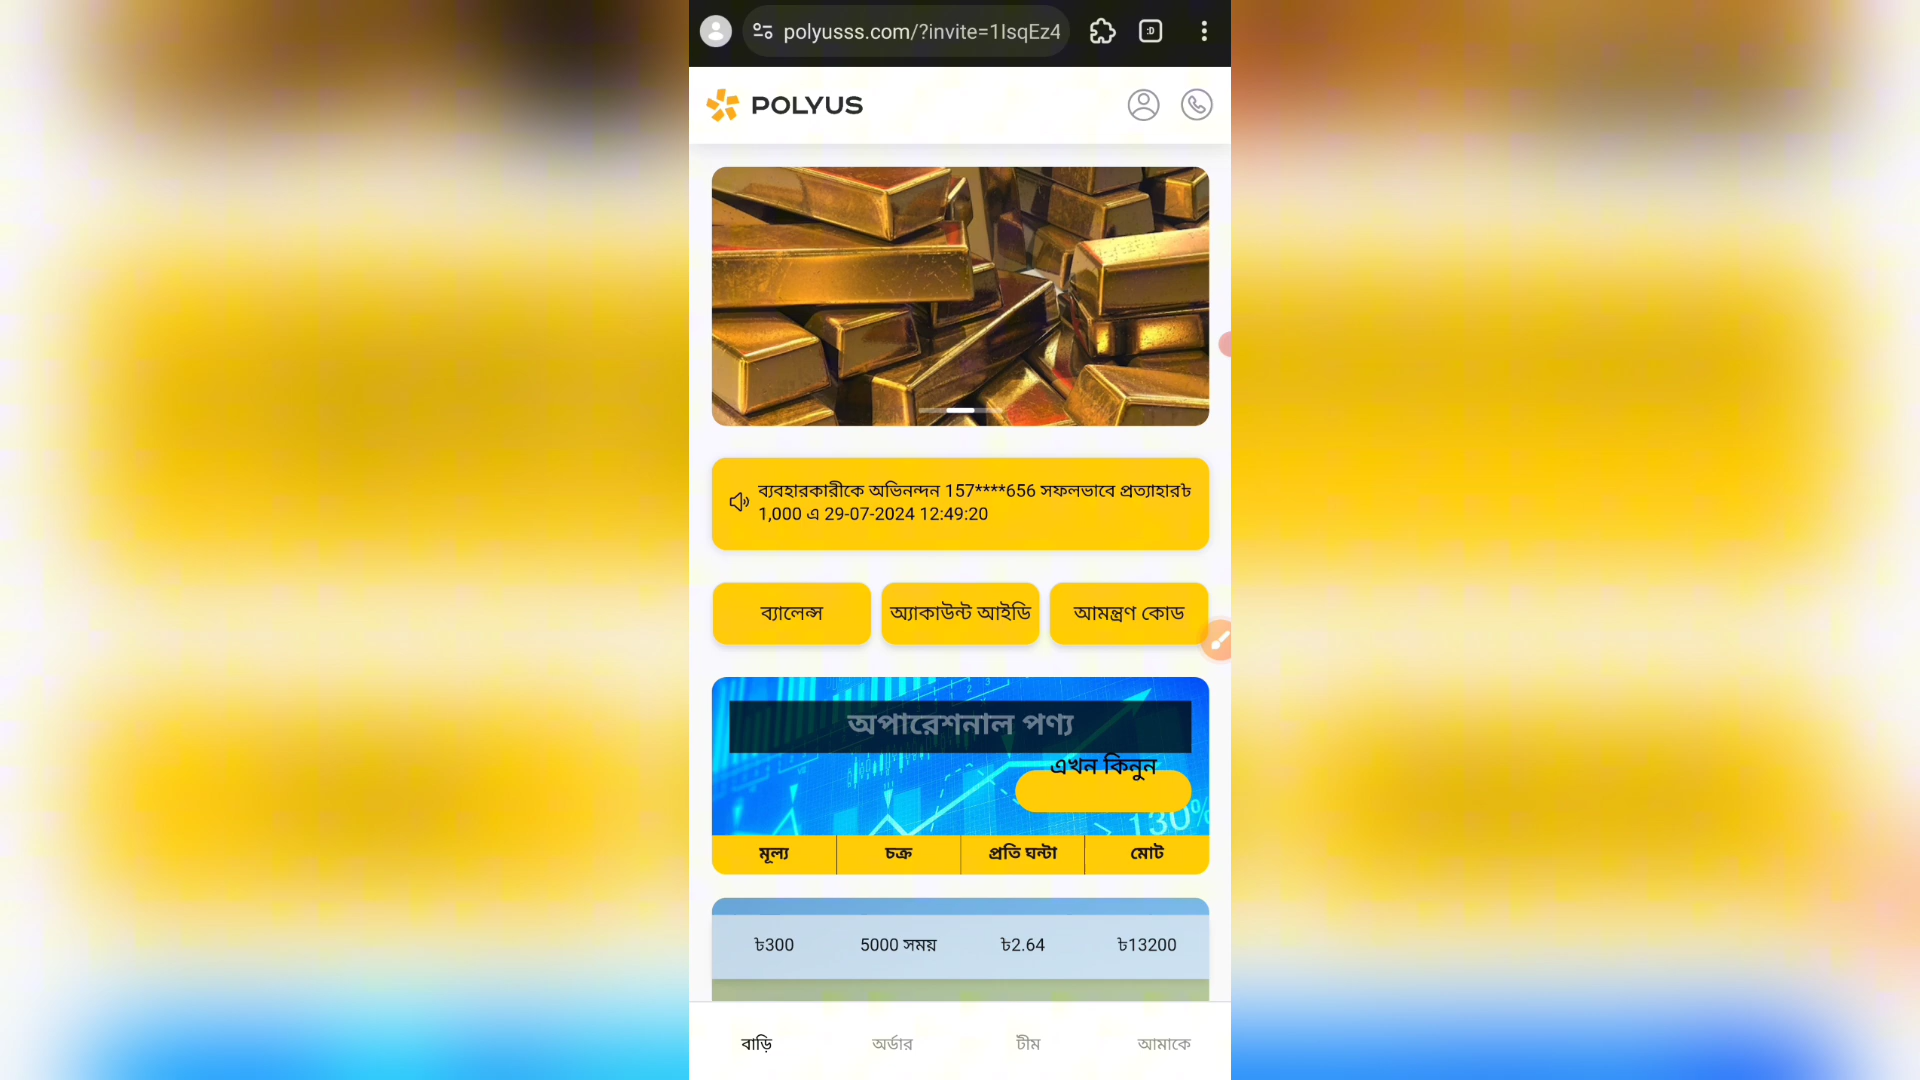 polyusss.com/?invite=1IsqEz4
:D
POLYUS
ব্যবহারকারীকে অভিনন্দন 157****656 সফলভাবে প্রত্যাহার৳
1,000 এ 29-07-2024 12:49:20
ব্যালেন্স
অ্যাকাউন্ট আইডি
আমন্ত্রণ কোড
অপারেশনাল পণ্য
এখন কিনুন
130%
মূল্য চক্র প্রতি ঘন্টা মোট
৳300 5000 সময় ৳2.64 ৳13200
বাড়ি অর্ডার টীম আমাকে